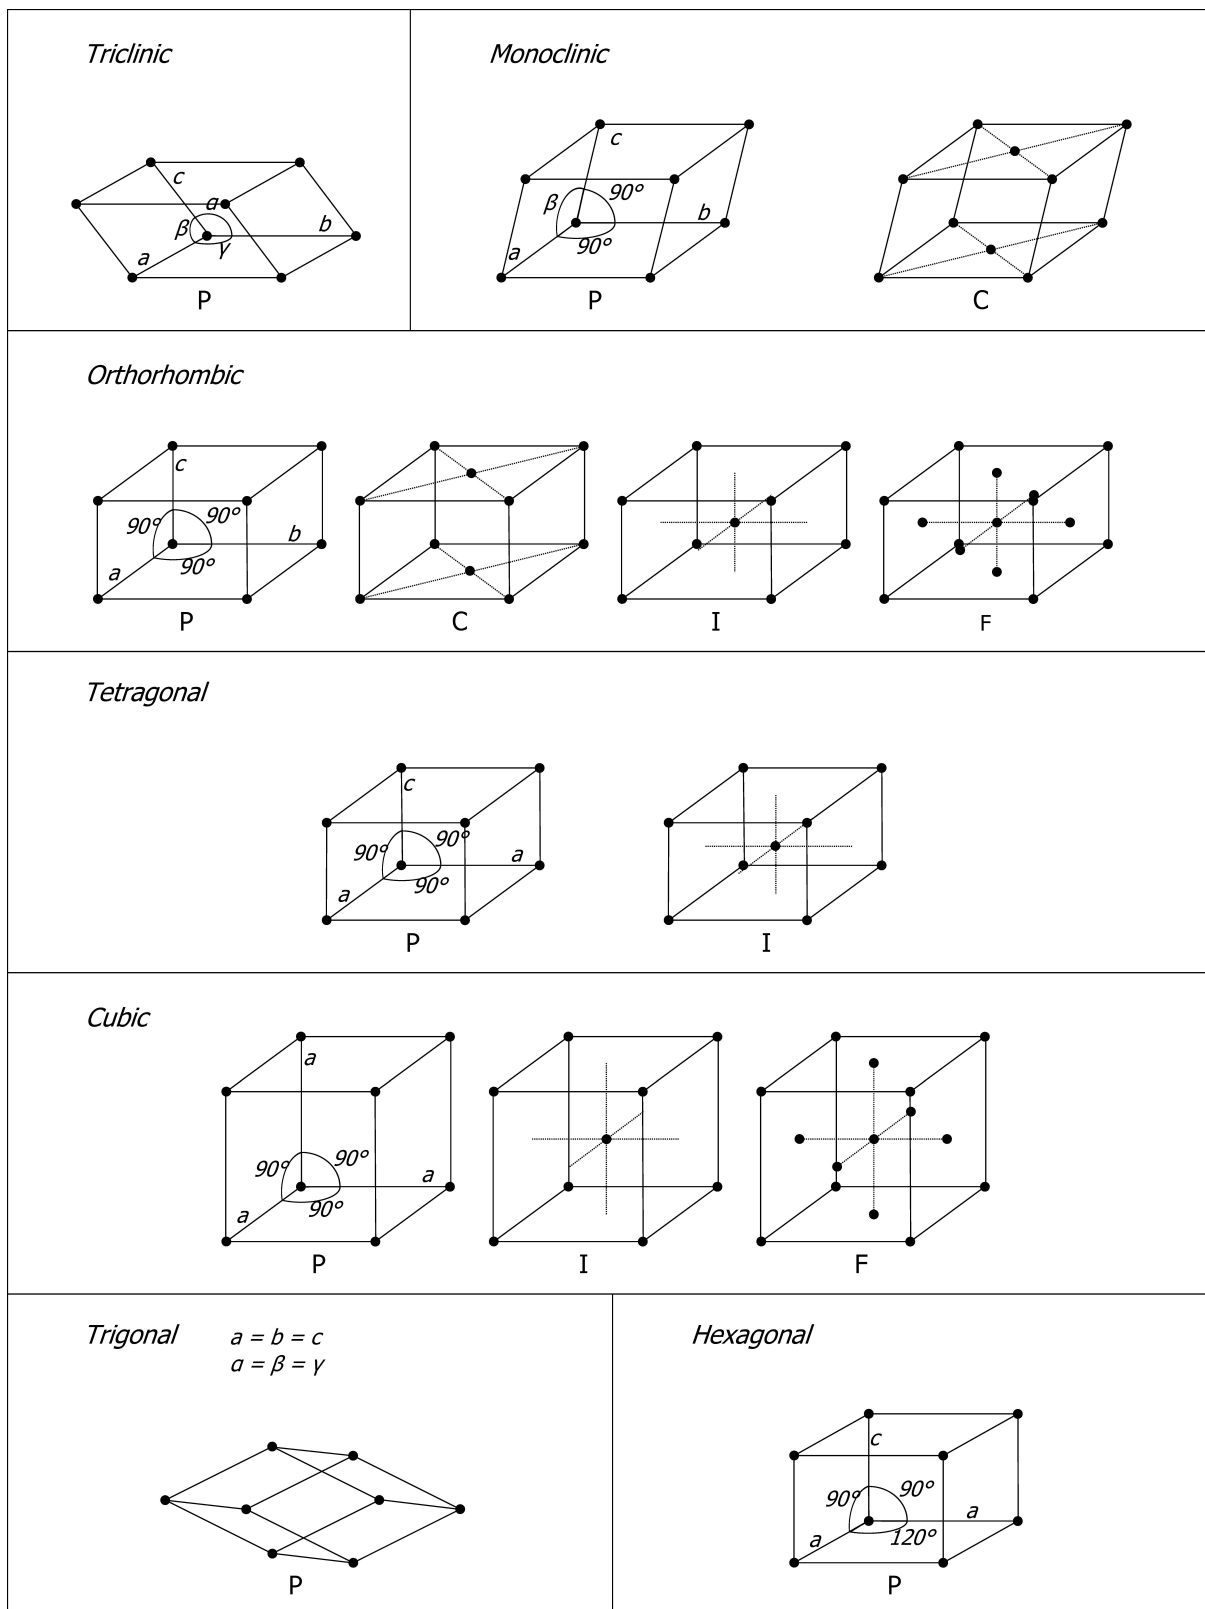 Triclinic
c
α
β
b
γ
a
P
Monoclinic
c
90°
β
b
90°
a
P
C
Orthorhombic
c
90°
90°
b
90°
a
P
C
I
F
Tetragonal
c
90°
90°
a
90°
a
P
I
Cubic
a
90°
90°
a
90°
a
P
I
F
Trigonal
a = b = c
α = β = γ
P
Hexagonal
c
90°
90°
a
120°
a
P